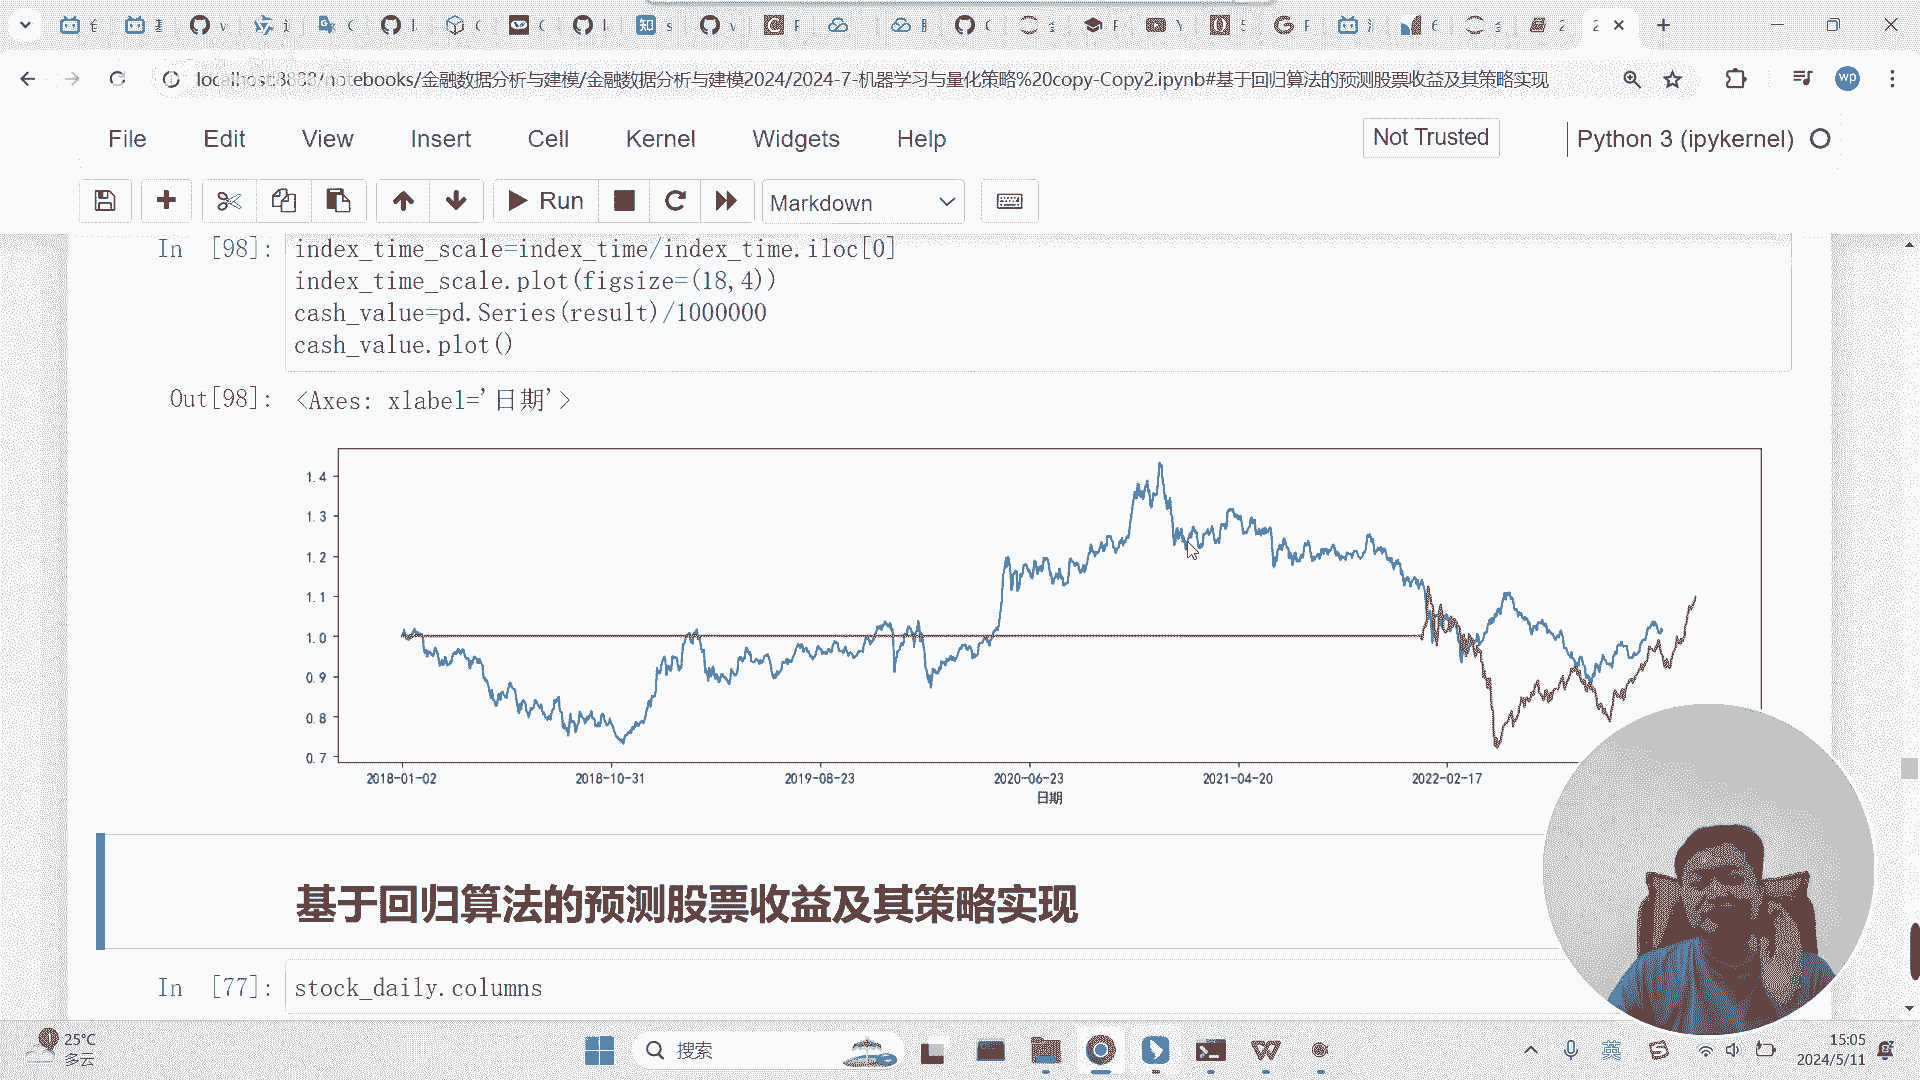 localhost:8888/notebooks/金融数据分析与建模/金融数据分析与建模2024/2024-7-机器学习与量化策略%20copy-Copy2.ipynb#基于回归算法的预测股票收益及其策略实现
wp
File Edit View Insert Cell Kernel Widgets Help Not Trusted Python 3 (ipykernel)
Run Markdown
In [98]: index_time_scale=index_time/index_time.iloc[0]
index_time_scale.plot(figsize=(18,4))
cash_value=pd.Series(result)/1000000
cash_value.plot()
Out[98]: <Axes: xlabel='日期'>
1.4
1.3
1.2
1.1
1.0
0.9
0.8
0.7
2018-01-02 2018-10-31 2019-08-23 2020-06-23 2021-04-20 2022-02-17
日期
基于回归算法的预测股票收益及其策略实现
In [77]: stock_daily.columns
25°C
多云
搜索
英
15:05
2024/5/11